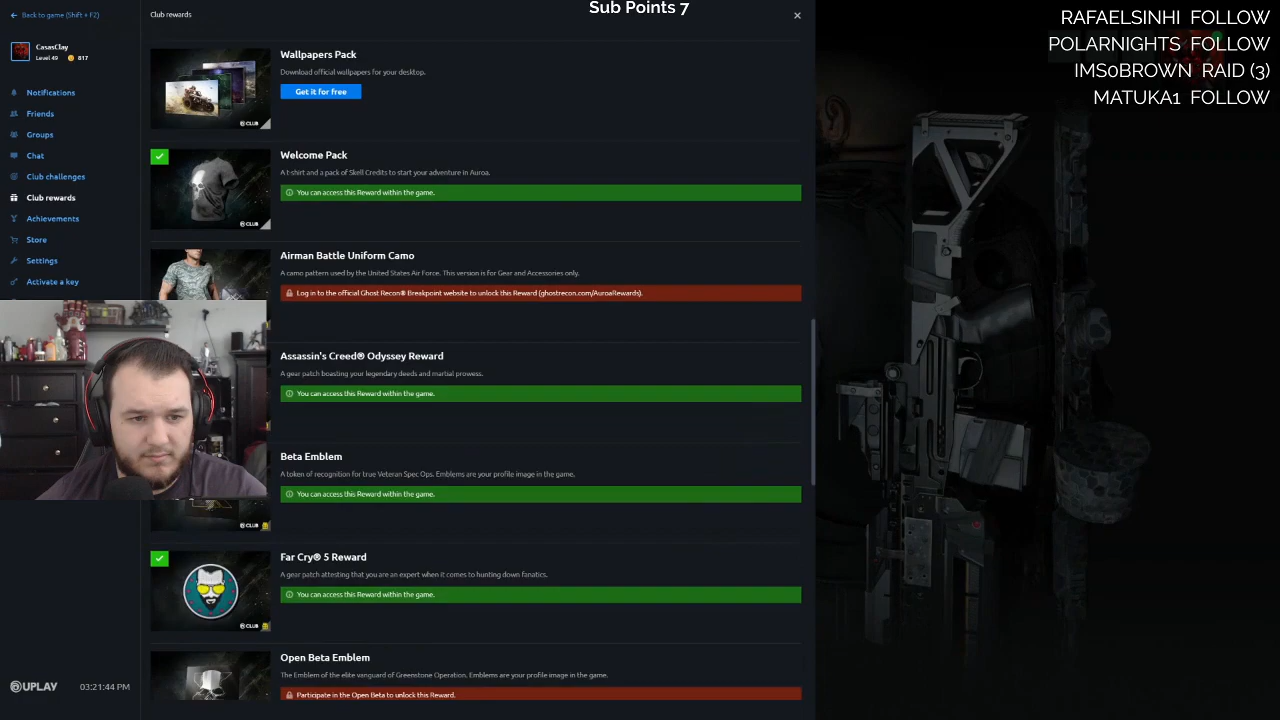 Back to game (Shift + F2)
Club rewards
Sub Points 7
RAFAELSINHI FOLLOW
POLARNIGHTS FOLLOW
IMS0BROWN RAID (3)
MATUKA1 FOLLOW
CasasClay
Level 49 617
Notifications
Friends
Groups
Chat
Club challenges
Club rewards
Achievements
Store
Settings
Activate a key
Wallpapers Pack
Download official wallpapers for your desktop.
Get it for free
CLUB
Welcome Pack
A t-shirt and a pack of Skell Credits to start your adventure in Auroa.
You can access this Reward within the game.
CLUB
Airman Battle Uniform Camo
A camo pattern used by the United States Air Force. This version is for Gear and Accessories only.
Log in to the official Ghost Recon® Breakpoint website to unlock this Reward (ghostrecon.com/AuroaRewards).
Assassin's Creed® Odyssey Reward
A gear patch boasting your legendary deeds and martial prowess.
You can access this Reward within the game.
Beta Emblem
A token of recognition for true Veteran Spec Ops. Emblems are your profile image in the game.
You can access this Reward within the game.
CLUB
Far Cry® 5 Reward
A gear patch attesting that you are an expert when it comes to hunting down fanatics.
You can access this Reward within the game.
CLUB
Open Beta Emblem
The Emblem of the elite vanguard of Greenstone Operation. Emblems are your profile image in the game.
Participate in the Open Beta to unlock this Reward.
UPLAY 03:21:44 PM